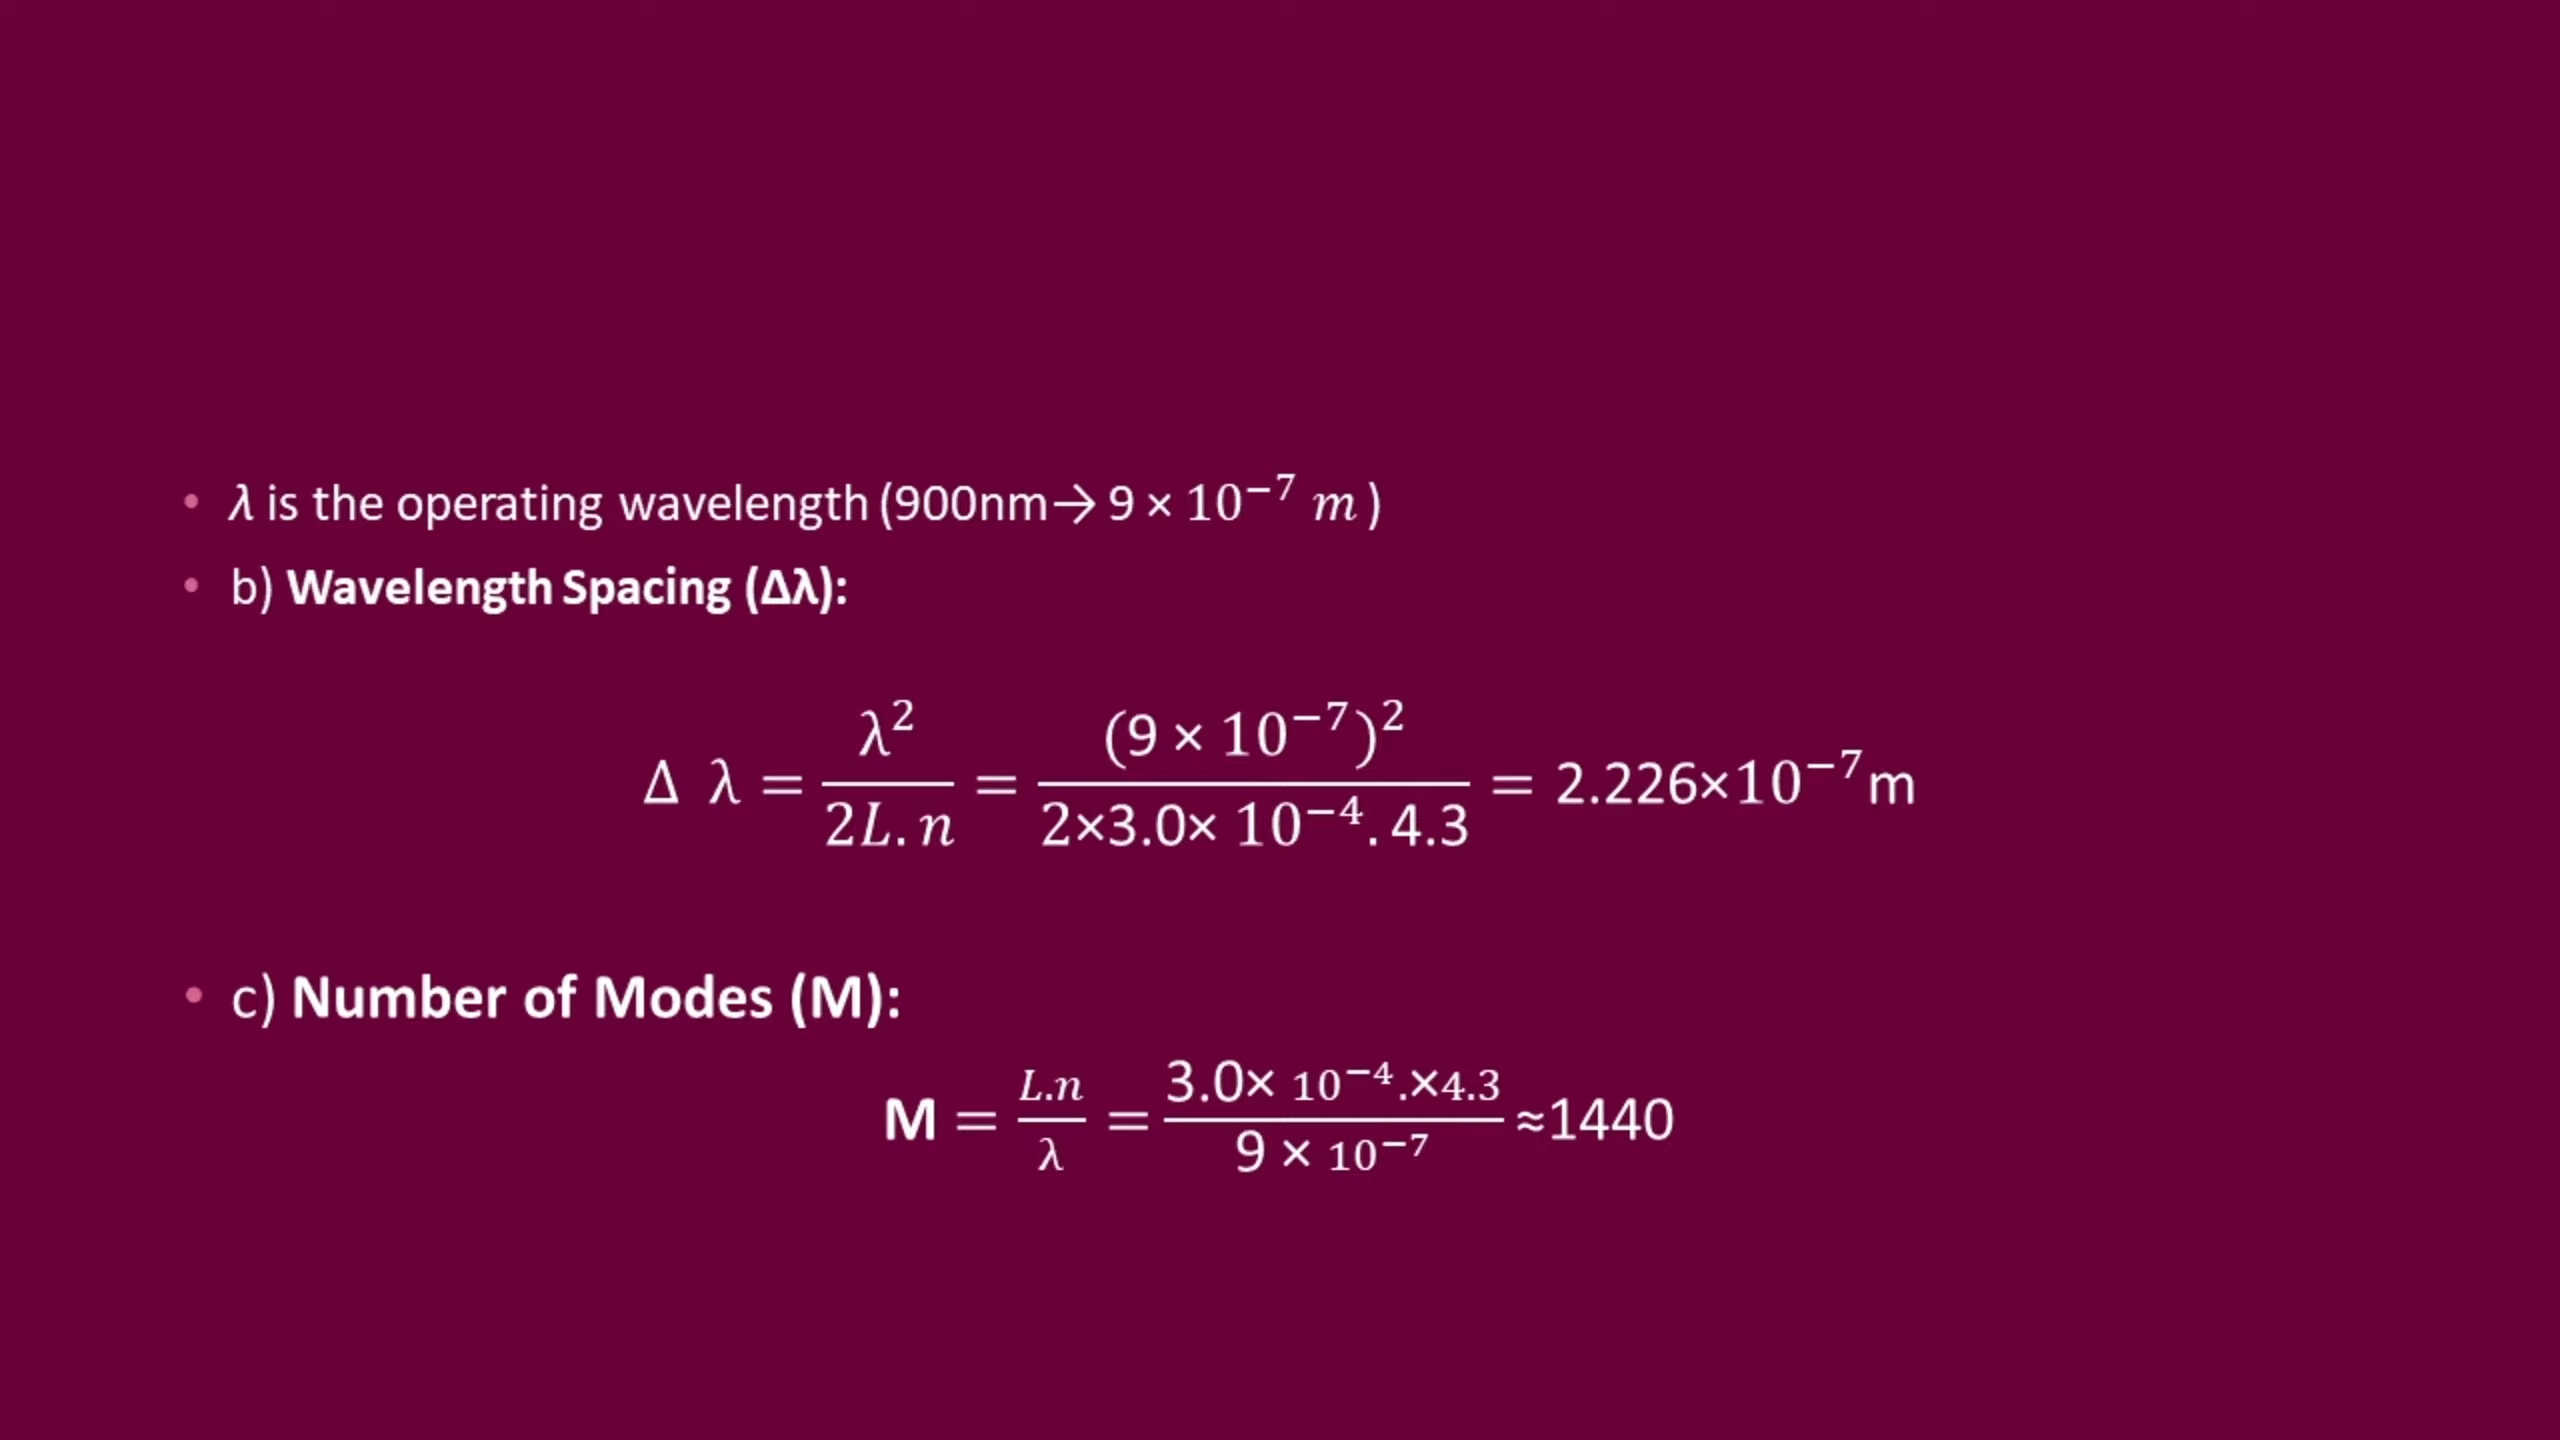 • λ is the operating wavelength (900nm→ 9 × 10⁻⁷ m )
• b) Wavelength Spacing (Δλ):
Δ λ = λ²/2L. n = (9 × 10⁻⁷)²/2×3.0× 10⁻⁴. 4.3 = 2.226×10⁻⁷m
• c) Number of Modes (M):
M = L.n/λ = 3.0× 10⁻⁴.×4.3/9 × 10⁻⁷ ≈1440